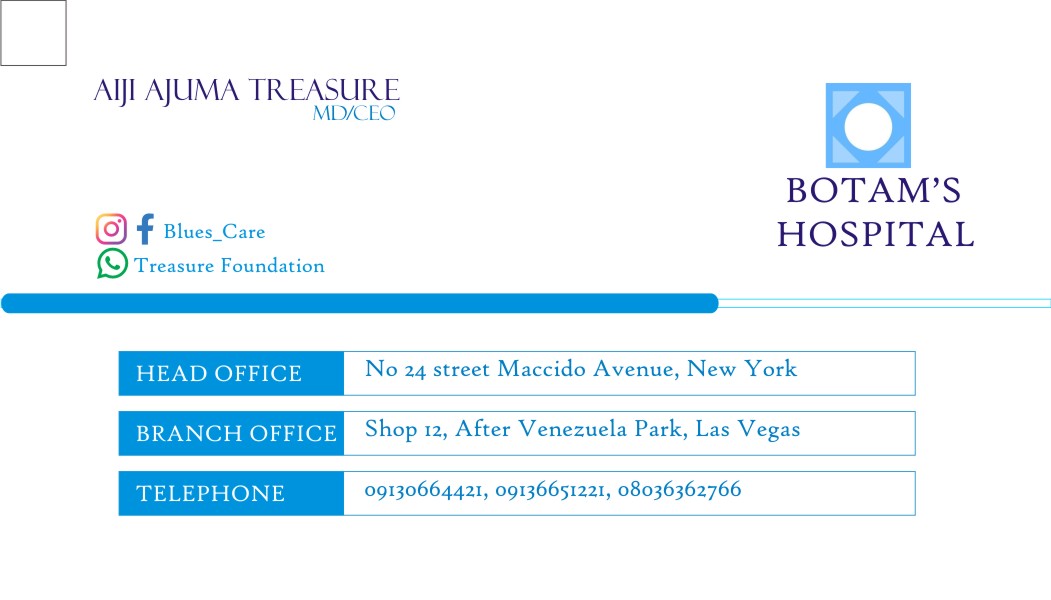 AIJI AJUMA TREASURE
MD/CEO
BOTAM'S
HOSPITAL
Blues_Care
Treasure Foundation
HEAD OFFICE No 24 street Maccido Avenue, New York
BRANCH OFFICE Shop 12, After Venezuela Park, Las Vegas
TELEPHONE 09130664421, 09136651221, 08036362766